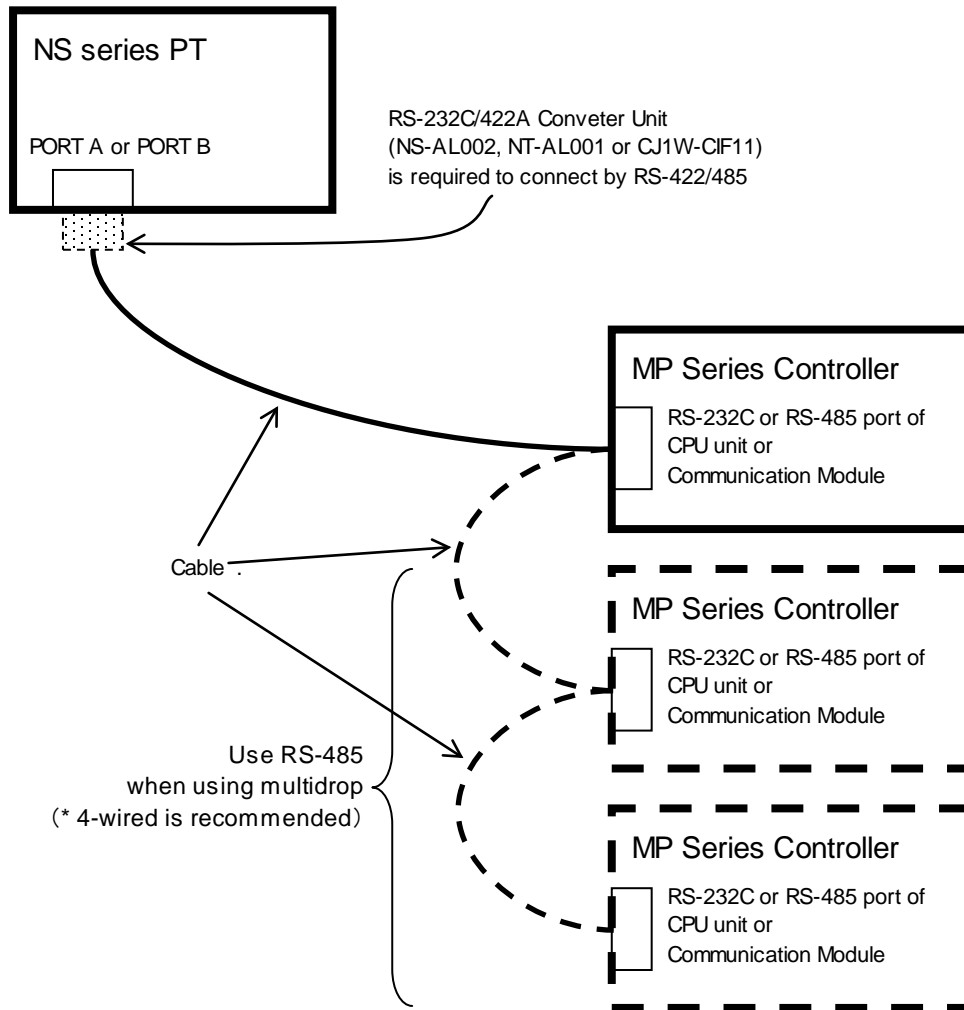 NS series PT
PORT A or PORT B
RS-232C/422A Conveter Unit
(NS-AL002, NT-AL001 or CJ1W-CIF11)
is required to connect by RS-422/485
MP Series Controller
RS-232C or RS-485 port of
CPU unit or
Communication Module
Cable .
MP Series Controller
RS-232C or RS-485 port of
CPU unit or
Communication Module
Use RS-485
when using multidrop
(* 4-wired is recommended)
MP Series Controller
RS-232C or RS-485 port of
CPU unit or
Communication Module